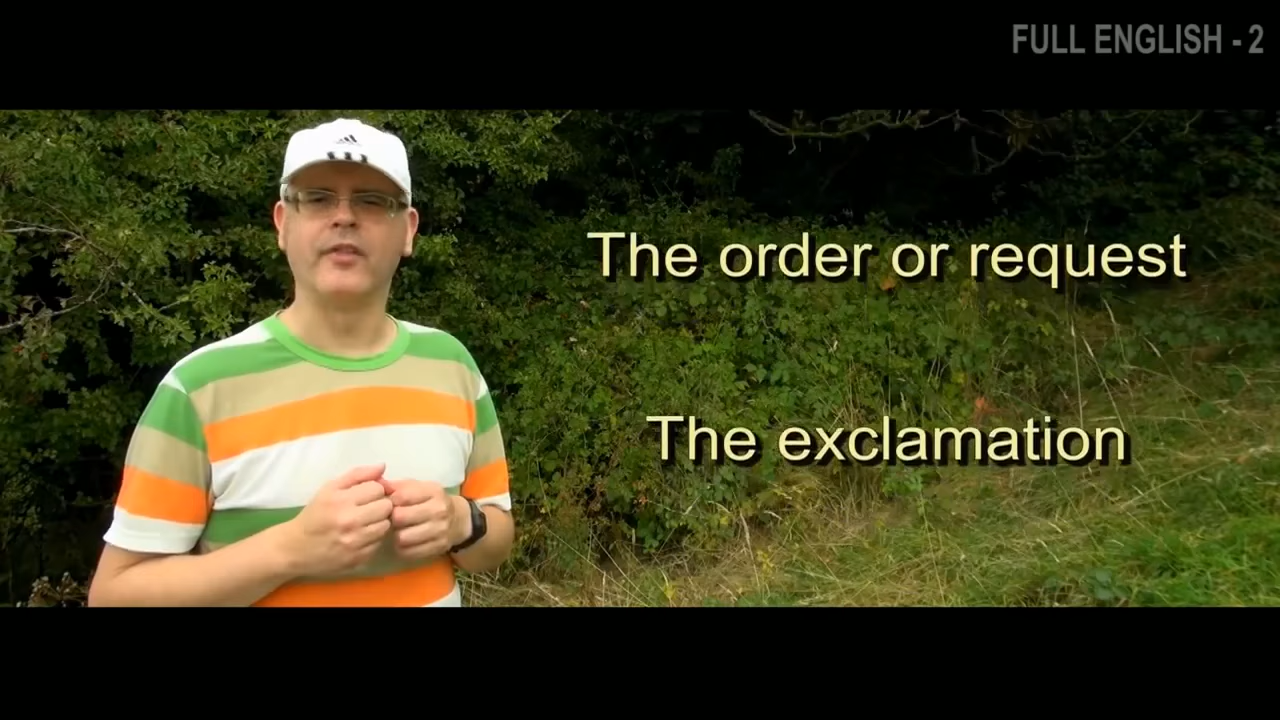 FULL ENGLISH - 2
The order or request
The exclamation